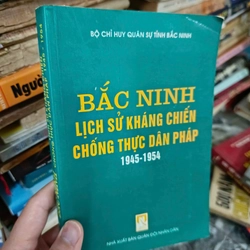 BỘ CHỈ HUY QUÂN SỰ TỈNH BẮC NINH
BẮC NINH
LỊCH SỬ KHÁNG CHIẾN
CHỐNG THỰC DÂN PHÁP
1945-1954
NHÀ XUẤT BẢN QUÂN ĐỘI NHÂN DÂN